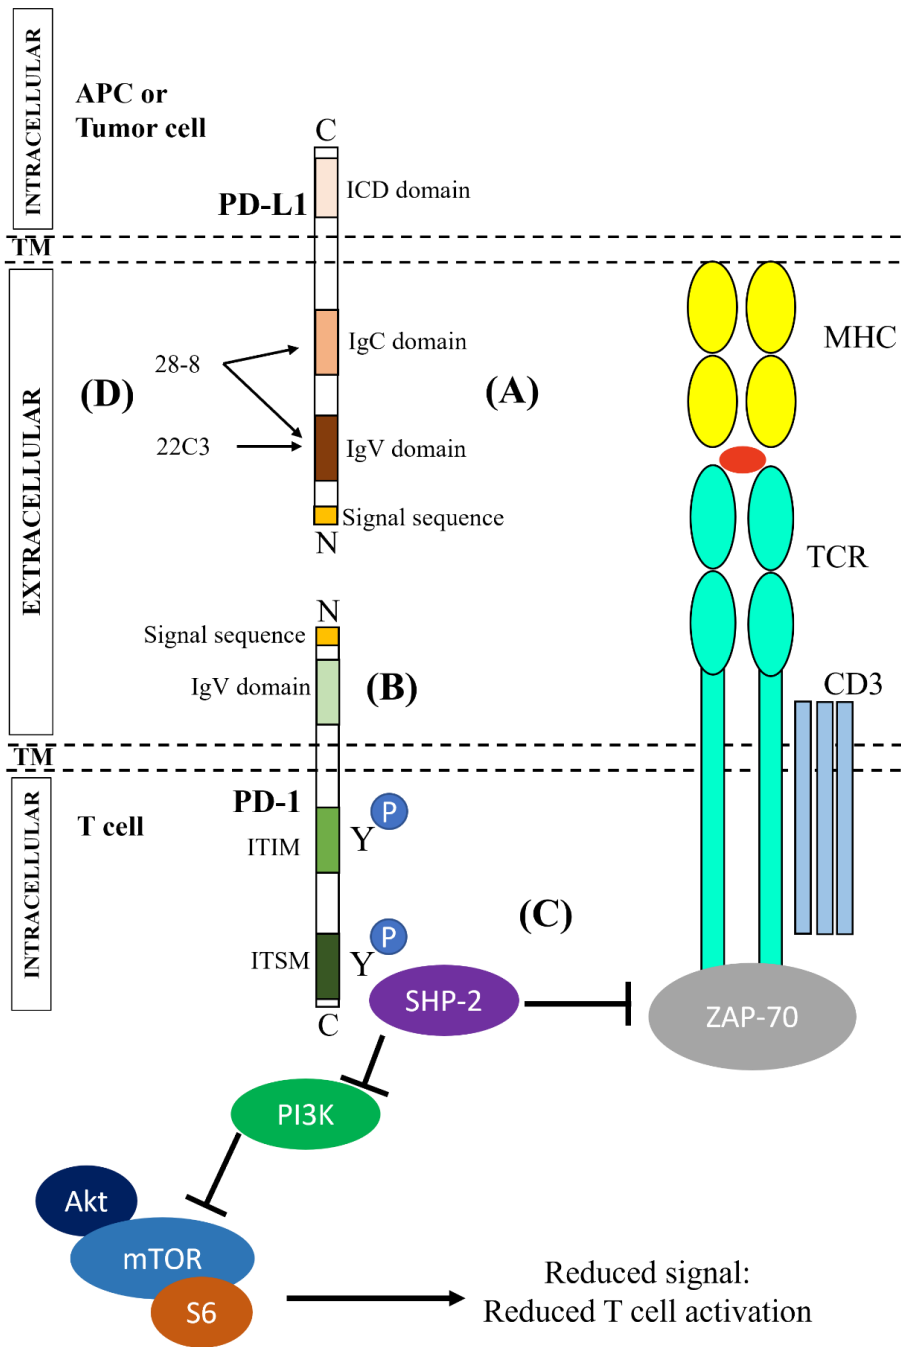 INTRACELLULAR
APC or
Tumor cell
C
ICD domain
PD-L1
TM
MHC
IgC domain
28-8
(D)
(A)
22C3
IgV domain
EXTRACELLULAR
Signal sequence
N
TCR
N
Signal sequence
IgV domain
(B)
CD3
TM
PD-1
T cell
P
Y
ITIM
INTRACELLULAR
(C)
P
ITSM
Y
SHP-2
ZAP-70
C
PI3K
Akt
mTOR
S6
Reduced signal:
Reduced T cell activation